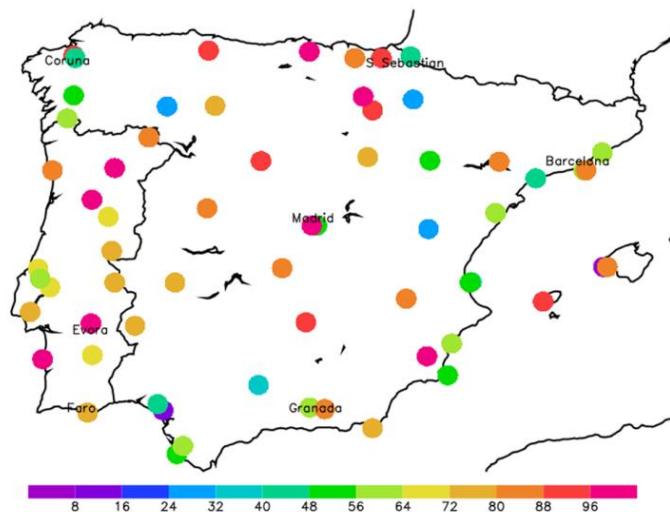 Coruna
S.Sebastian
Barcelona
Madrid
Evora
Faro
Granada
8 16 24 32 40 48 56 64 72 80 88 96